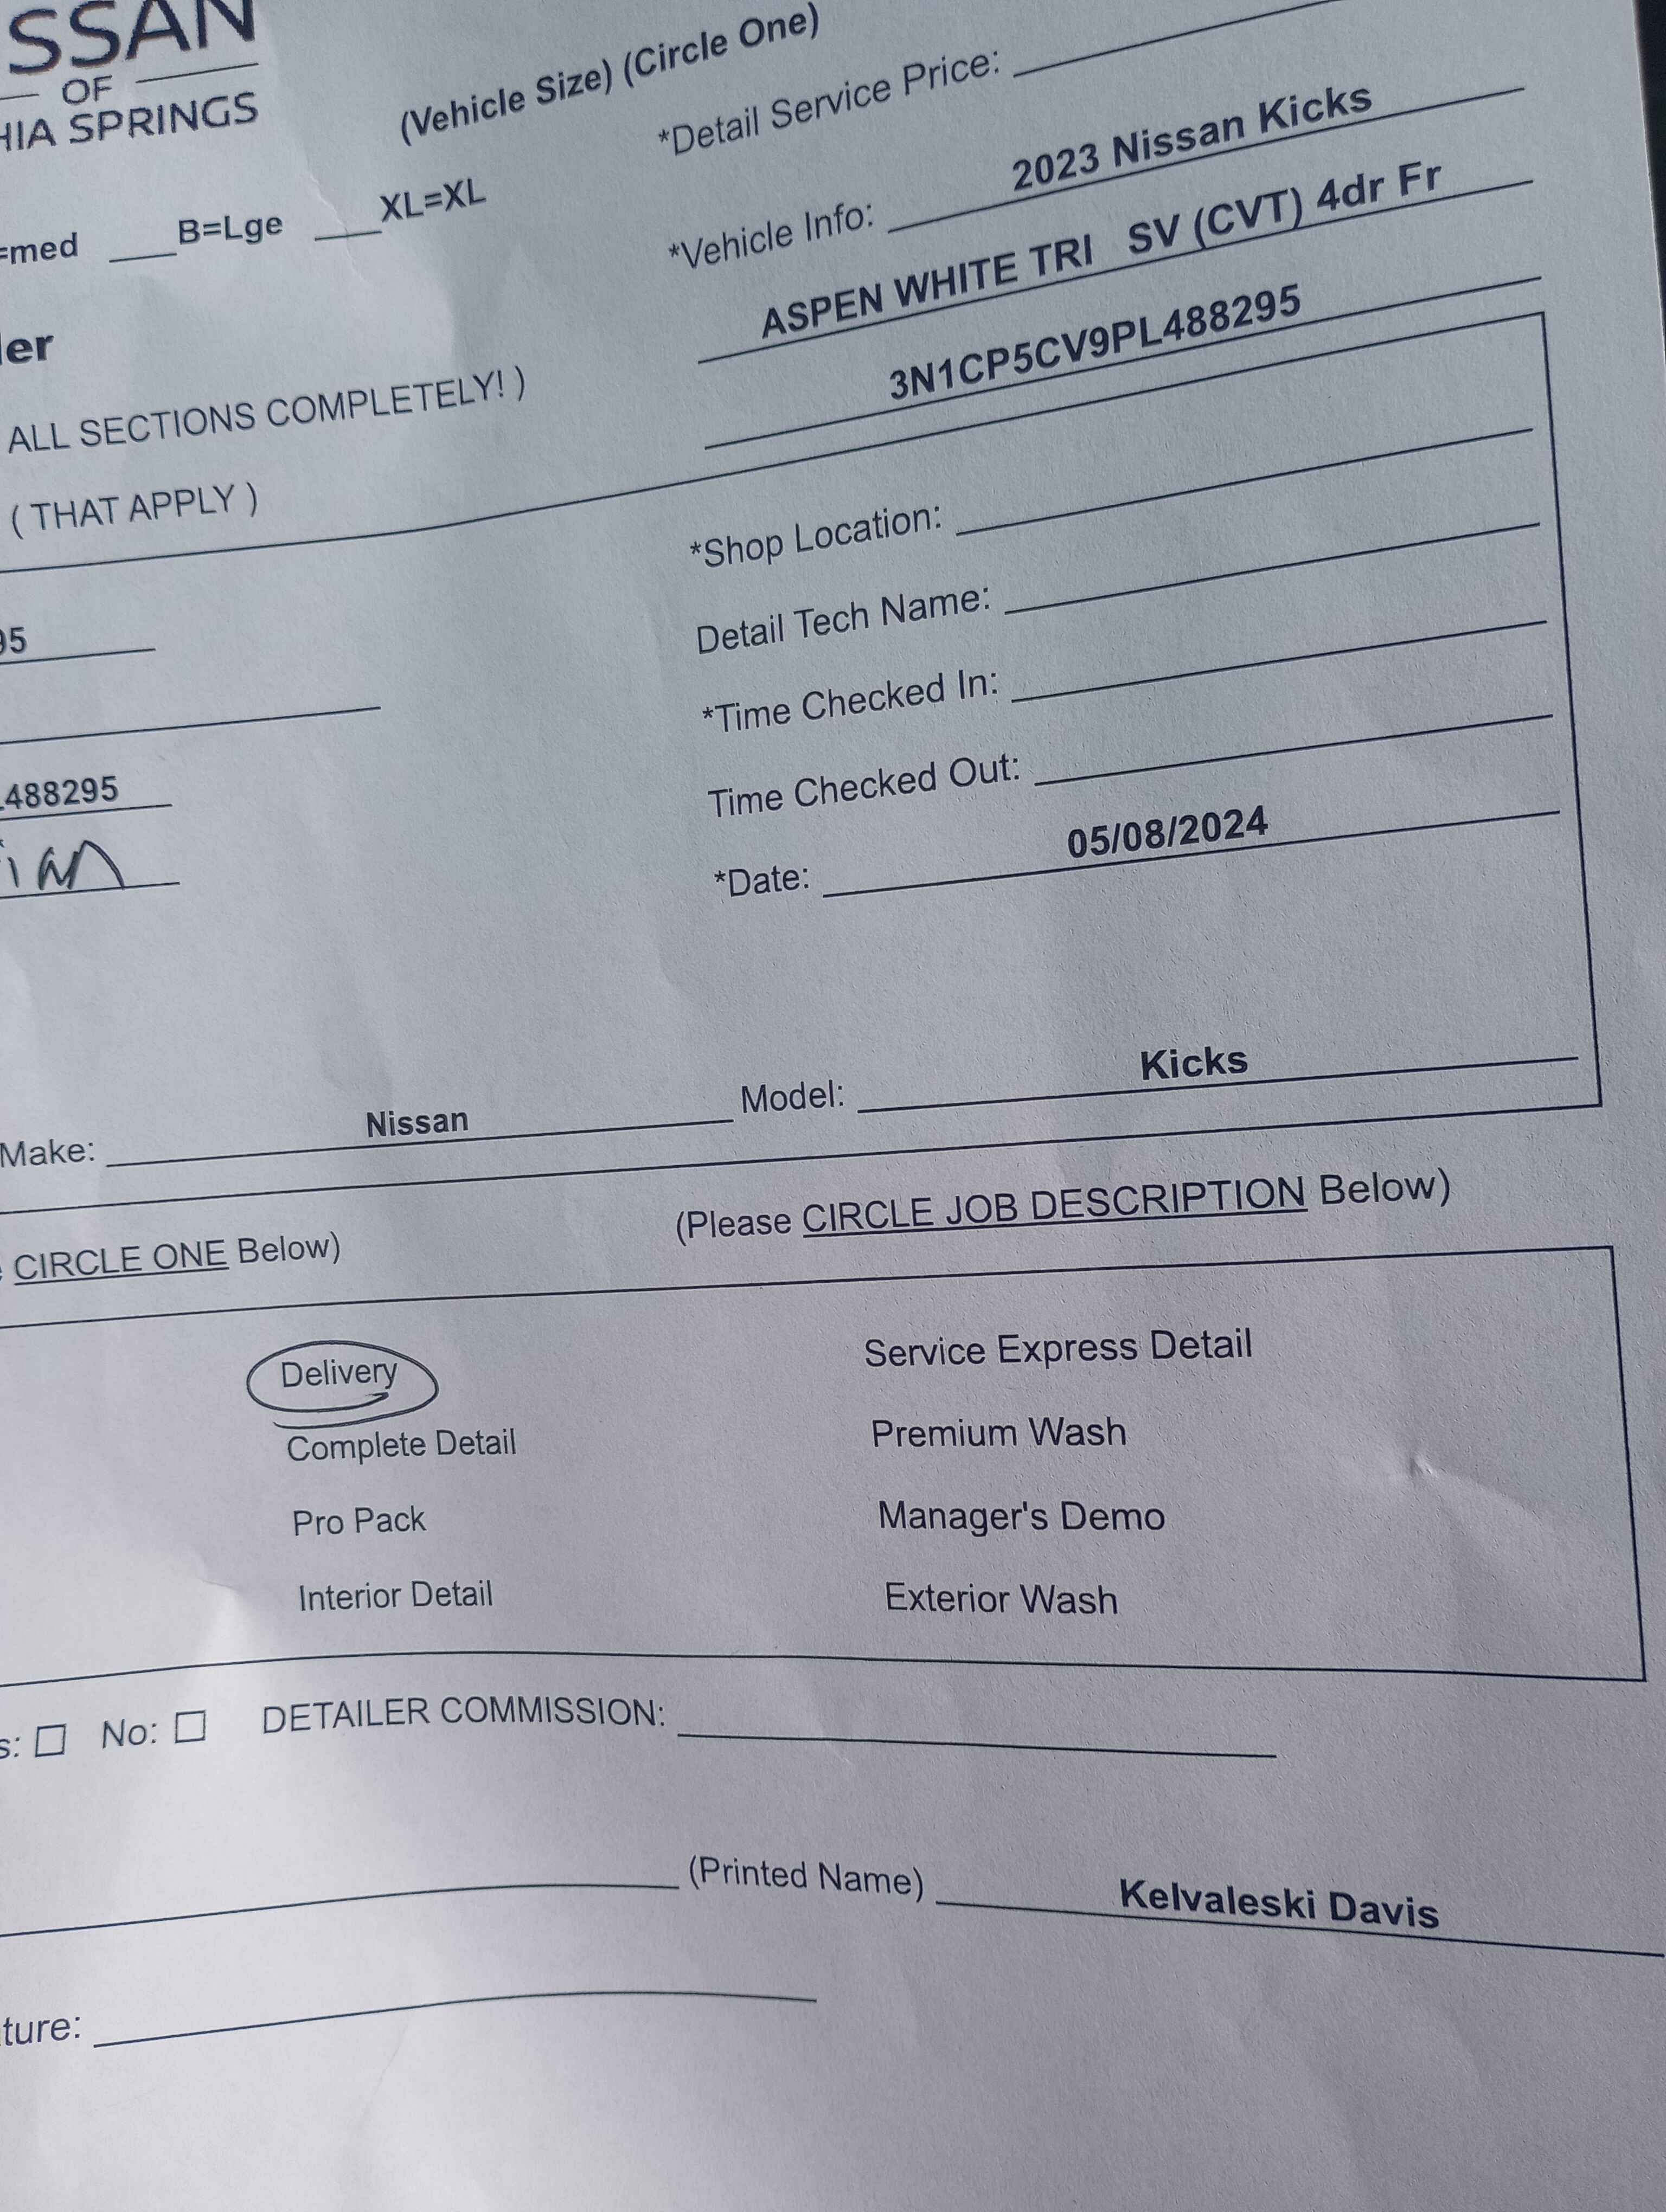 SSAN
OF
HIA SPRINGS
(Vehicle Size) (Circle One)
=med ____B=Lge ____XL=XL
*Detail Service Price:
*Vehicle Info: 2023 Nissan Kicks
ASPEN WHITE TRI SV (CVT) 4dr Fr
3N1CP5CV9PL488295
er
ALL SECTIONS COMPLETELY! )
( THAT APPLY )
95
488295
ian
*Shop Location:
Detail Tech Name:
*Time Checked In:
Time Checked Out:
*Date: 05/08/2024
Make: Nissan Model: Kicks
CIRCLE ONE Below) (Please CIRCLE JOB DESCRIPTION Below)
Delivery
Complete Detail
Pro Pack
Interior Detail
Service Express Detail
Premium Wash
Manager's Demo
Exterior Wash
s: No: DETAILER COMMISSION:
(Printed Name) Kelvaleski Davis
ture: